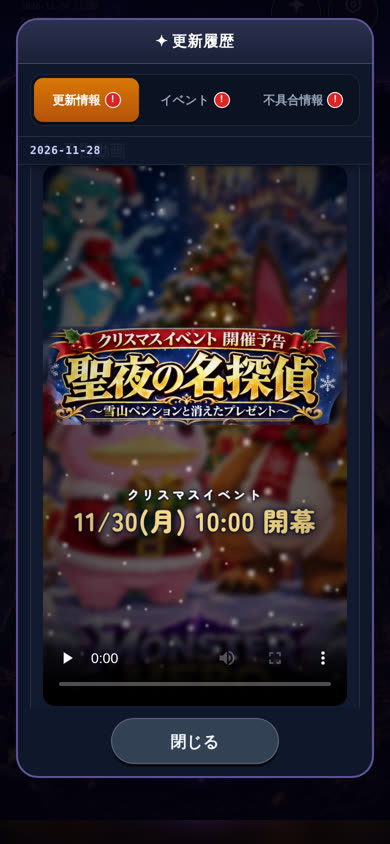 ✦ 更新履歴
更新情報 !
イベント !
不具合情報 !
2026-11-28
クリスマスイベント 開催予告
聖夜の名探偵
～雪山ペンションと消えたプレゼント～
クリスマスイベント
11/30(月) 10:00 開幕
MONSTER
0:00
閉じる